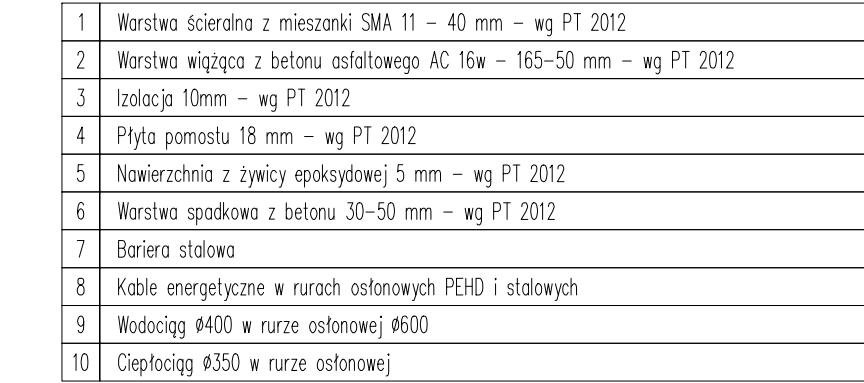 1 Warstwa ścieralna z mieszanki SMA 11 – 40 mm – wg PT 2012
2 Warstwa wiążąca z betonu asfaltowego AC 16w – 165–50 mm – wg PT 2012
3 Izolacja 10mm – wg PT 2012
4 Płyta pomostu 18 mm – wg PT 2012
5 Nawierzchnia z żywicy epoksydowej 5 mm – wg PT 2012
6 Warstwa spadkowa z betonu 30–50 mm – wg PT 2012
7 Bariera stalowa
8 Kable energetyczne w rurach osłonowych PEHD i stalowych
9 Wodociąg ø400 w rurze osłonowej ø600
10 Ciepłociąg ø350 w rurze osłonowej